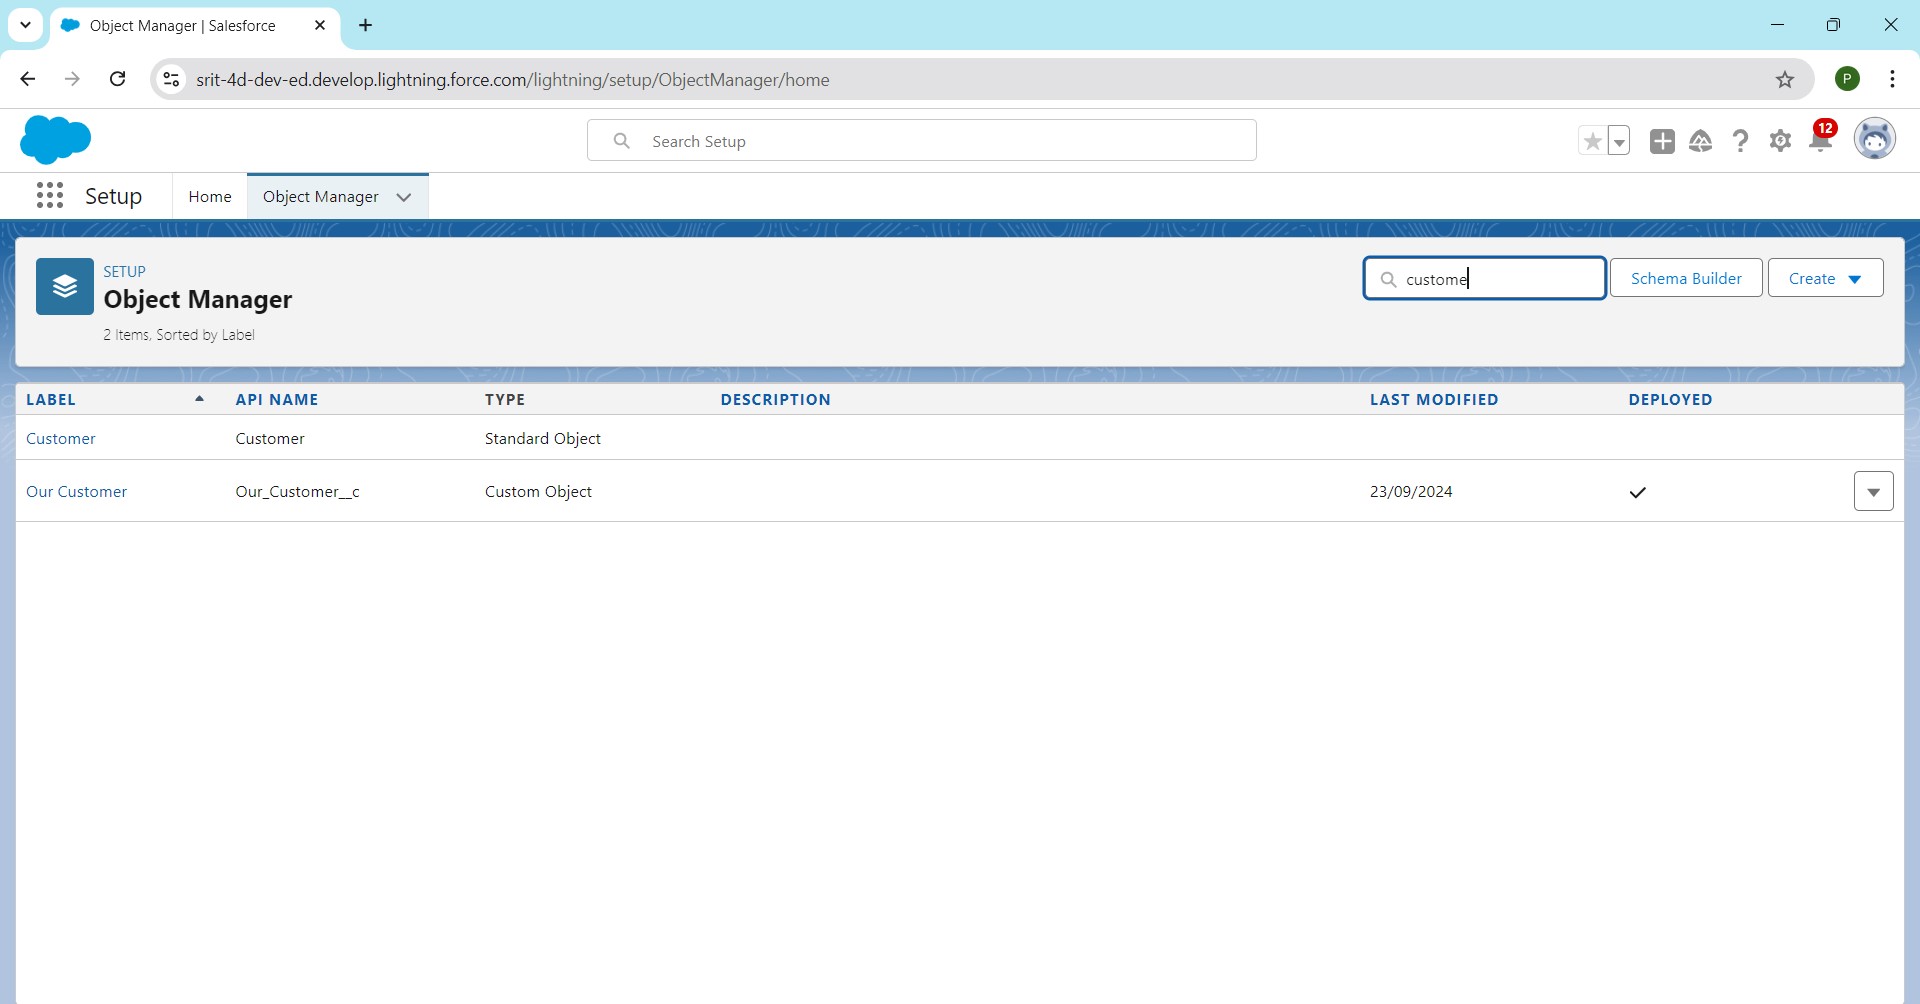 Object Manager | Salesforce
srit-4d-dev-ed.develop.lightning.force.com/lightning/setup/ObjectManager/home
P
Search Setup
12
Setup
Home
Object Manager
SETUP
Object Manager
2 Items, Sorted by Label
custome
Schema Builder
Create
LABEL API NAME TYPE DESCRIPTION LAST MODIFIED DEPLOYED
Customer Customer Standard Object
Our Customer Our_Customer__c Custom Object 23/09/2024